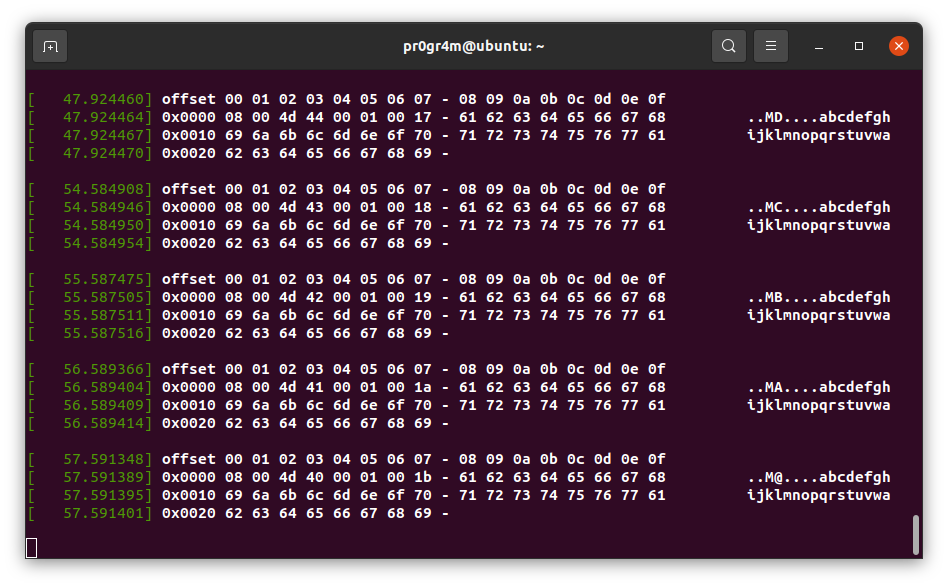 pr0gr4m@ubuntu: ~
[   47.924460] offset 00 01 02 03 04 05 06 07 - 08 09 0a 0b 0c 0d 0e 0f
[   47.924464] 0x0000 08 00 4d 44 00 01 00 17 - 61 62 63 64 65 66 67 68         ..MD....abcdefgh
[   47.924467] 0x0010 69 6a 6b 6c 6d 6e 6f 70 - 71 72 73 74 75 76 77 61         ijklmnopqrstuvwa
[   47.924470] 0x0020 62 63 64 65 66 67 68 69 -
[   54.584908] offset 00 01 02 03 04 05 06 07 - 08 09 0a 0b 0c 0d 0e 0f
[   54.584946] 0x0000 08 00 4d 43 00 01 00 18 - 61 62 63 64 65 66 67 68         ..MC....abcdefgh
[   54.584950] 0x0010 69 6a 6b 6c 6d 6e 6f 70 - 71 72 73 74 75 76 77 61         ijklmnopqrstuvwa
[   54.584954] 0x0020 62 63 64 65 66 67 68 69 -
[   55.587475] offset 00 01 02 03 04 05 06 07 - 08 09 0a 0b 0c 0d 0e 0f
[   55.587505] 0x0000 08 00 4d 42 00 01 00 19 - 61 62 63 64 65 66 67 68         ..MB....abcdefgh
[   55.587511] 0x0010 69 6a 6b 6c 6d 6e 6f 70 - 71 72 73 74 75 76 77 61         ijklmnopqrstuvwa
[   55.587516] 0x0020 62 63 64 65 66 67 68 69 -
[   56.589366] offset 00 01 02 03 04 05 06 07 - 08 09 0a 0b 0c 0d 0e 0f
[   56.589404] 0x0000 08 00 4d 41 00 01 00 1a - 61 62 63 64 65 66 67 68         ..MA....abcdefgh
[   56.589409] 0x0010 69 6a 6b 6c 6d 6e 6f 70 - 71 72 73 74 75 76 77 61         ijklmnopqrstuvwa
[   56.589414] 0x0020 62 63 64 65 66 67 68 69 -
[   57.591348] offset 00 01 02 03 04 05 06 07 - 08 09 0a 0b 0c 0d 0e 0f
[   57.591389] 0x0000 08 00 4d 40 00 01 00 1b - 61 62 63 64 65 66 67 68         ..M@....abcdefgh
[   57.591395] 0x0010 69 6a 6b 6c 6d 6e 6f 70 - 71 72 73 74 75 76 77 61         ijklmnopqrstuvwa
[   57.591401] 0x0020 62 63 64 65 66 67 68 69 -